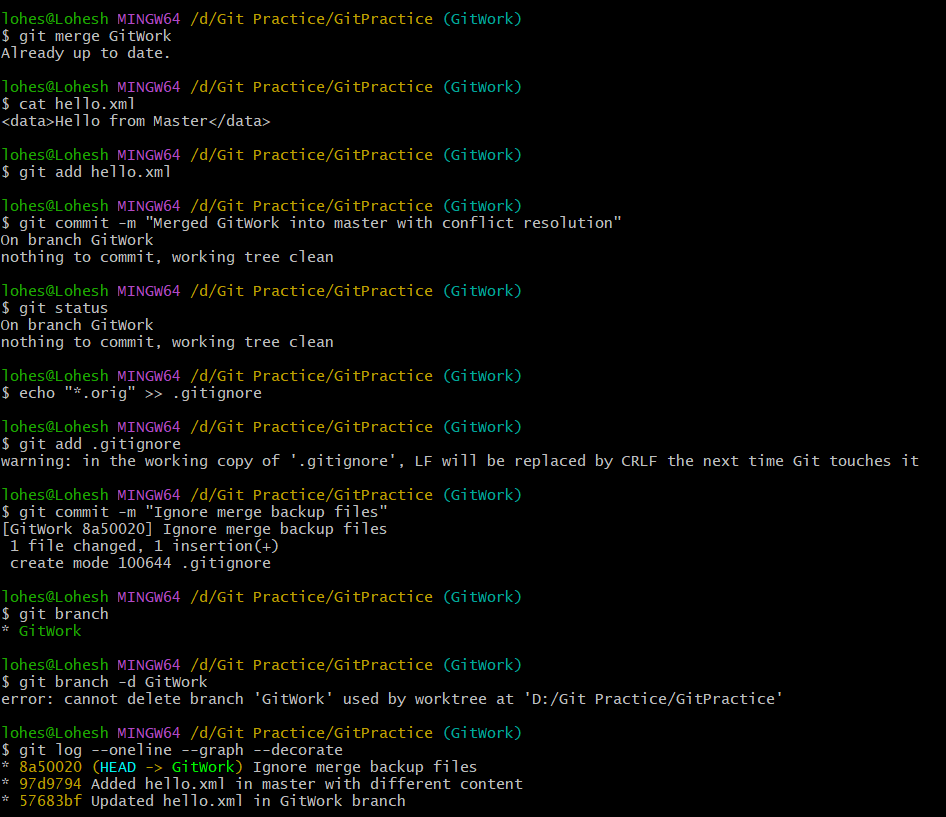 lohes@Lohesh MINGW64 /d/Git Practice/GitPractice (GitWork)
$ git merge GitWork
Already up to date.
lohes@Lohesh MINGW64 /d/Git Practice/GitPractice (GitWork)
$ cat hello.xml
<data>Hello from Master</data>
lohes@Lohesh MINGW64 /d/Git Practice/GitPractice (GitWork)
$ git add hello.xml
lohes@Lohesh MINGW64 /d/Git Practice/GitPractice (GitWork)
$ git commit -m "Merged GitWork into master with conflict resolution"
On branch GitWork
nothing to commit, working tree clean
lohes@Lohesh MINGW64 /d/Git Practice/GitPractice (GitWork)
$ git status
On branch GitWork
nothing to commit, working tree clean
lohes@Lohesh MINGW64 /d/Git Practice/GitPractice (GitWork)
$ echo "*.orig" >> .gitignore
lohes@Lohesh MINGW64 /d/Git Practice/GitPractice (GitWork)
$ git add .gitignore
warning: in the working copy of '.gitignore', LF will be replaced by CRLF the next time Git touches it
lohes@Lohesh MINGW64 /d/Git Practice/GitPractice (GitWork)
$ git commit -m "Ignore merge backup files"
[GitWork 8a50020] Ignore merge backup files
 1 file changed, 1 insertion(+)
 create mode 100644 .gitignore
lohes@Lohesh MINGW64 /d/Git Practice/GitPractice (GitWork)
$ git branch
* GitWork
lohes@Lohesh MINGW64 /d/Git Practice/GitPractice (GitWork)
$ git branch -d GitWork
error: cannot delete branch 'GitWork' used by worktree at 'D:/Git Practice/GitPractice'
lohes@Lohesh MINGW64 /d/Git Practice/GitPractice (GitWork)
$ git log --oneline --graph --decorate
* 8a50020 (HEAD -> GitWork) Ignore merge backup files
* 97d9794 Added hello.xml in master with different content
* 57683bf Updated hello.xml in GitWork branch